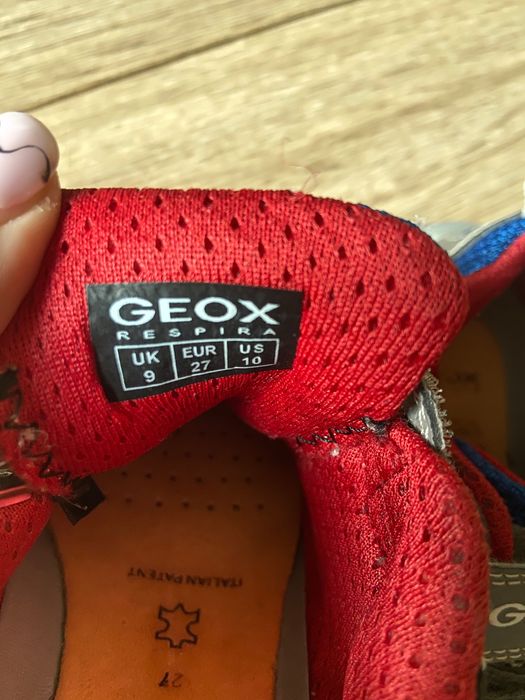 GEOX
RESPIRA
UK EUR US
9 27 10
ITALIAN PATENT
27
G